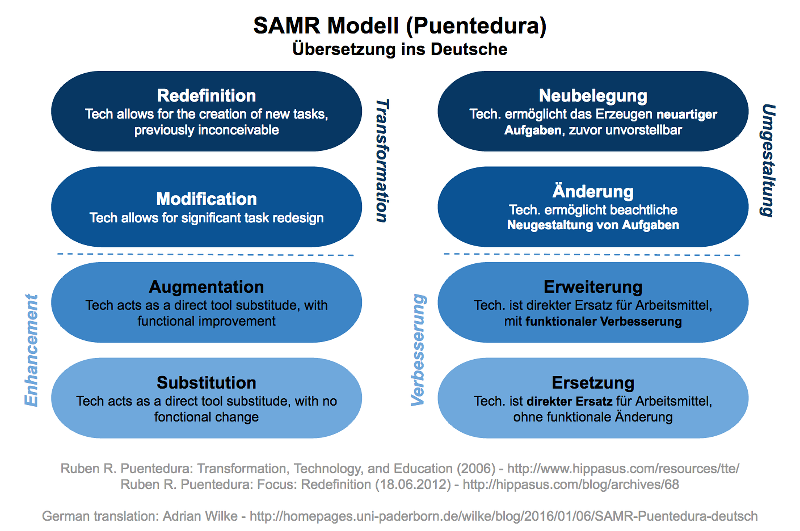 SAMR Modell (Puentedura)
Übersetzung ins Deutsche
Redefinition
Tech allows for the creation of new tasks,
previously inconceivable
Modification
Tech allows for significant task redesign
Transformation
Augmentation
Tech acts as a direct tool substitude, with
functional improvement
Substitution
Tech acts as a direct tool substitude, with no
fonctional change
Enhancement
Neubelegung
Tech. ermöglicht das Erzeugen neuartiger
Aufgaben, zuvor unvorstellbar
Änderung
Tech. ermöglicht beachtliche
Neugestaltung von Aufgaben
Umgestaltung
Erweiterung
Tech. ist direkter Ersatz für Arbeitsmittel,
mit funktionaler Verbesserung
Ersetzung
Tech. ist direkter Ersatz für Arbeitsmittel,
ohne funktionale Änderung
Verbesserung
Ruben R. Puentedura: Transformation, Technology, and Education (2006) - http://www.hippasus.com/resources/tte/
Ruben R. Puentedura: Focus: Redefinition (18.06.2012) - http://hippasus.com/blog/archives/68
German translation: Adrian Wilke - http://homepages.uni-paderborn.de/wilke/blog/2016/01/06/SAMR-Puentedura-deutsch